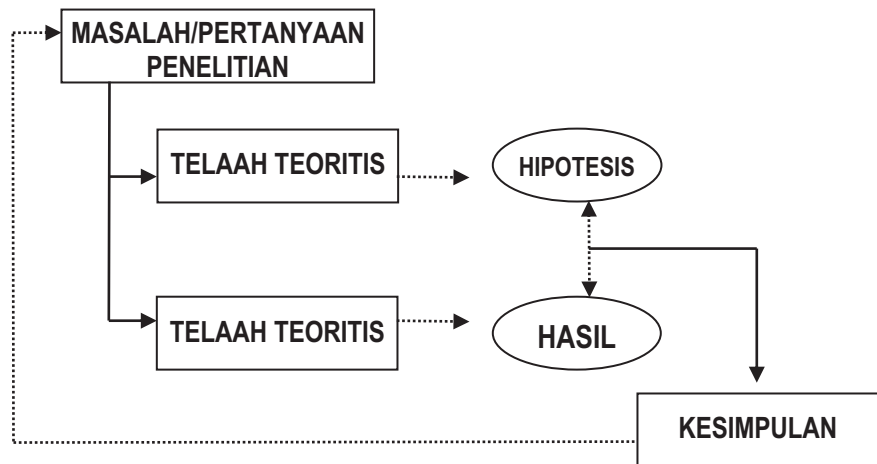 MASALAH/PERTANYAAN
PENELITIAN
TELAAH TEORITIS
HIPOTESIS
TELAAH TEORITIS
HASIL
KESIMPULAN